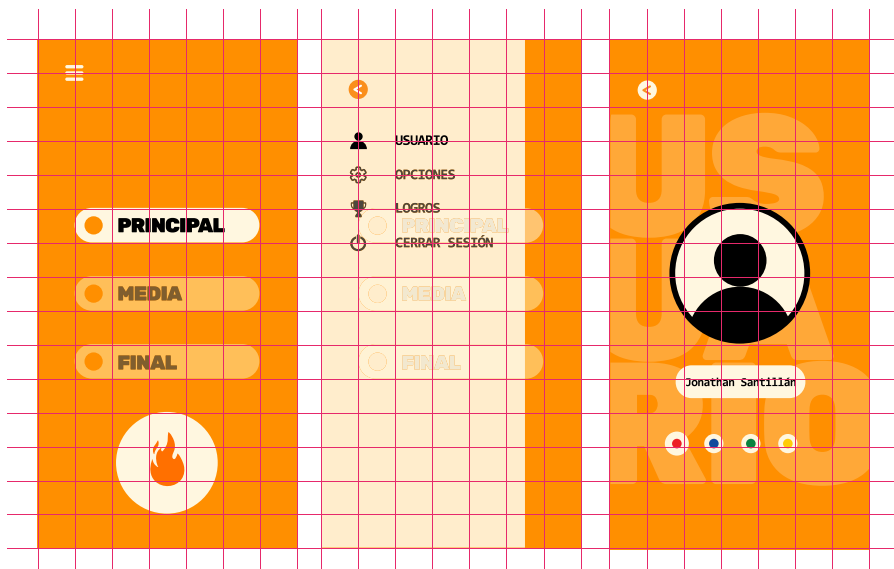 PRINCIPAL
MEDIA
FINAL
USUARIO
OPCIONES
LOGROS
PRINCIPAL
CERRAR SESIÓN
MEDIA
FINAL
US
UA
RIO
Jonathan Santillán